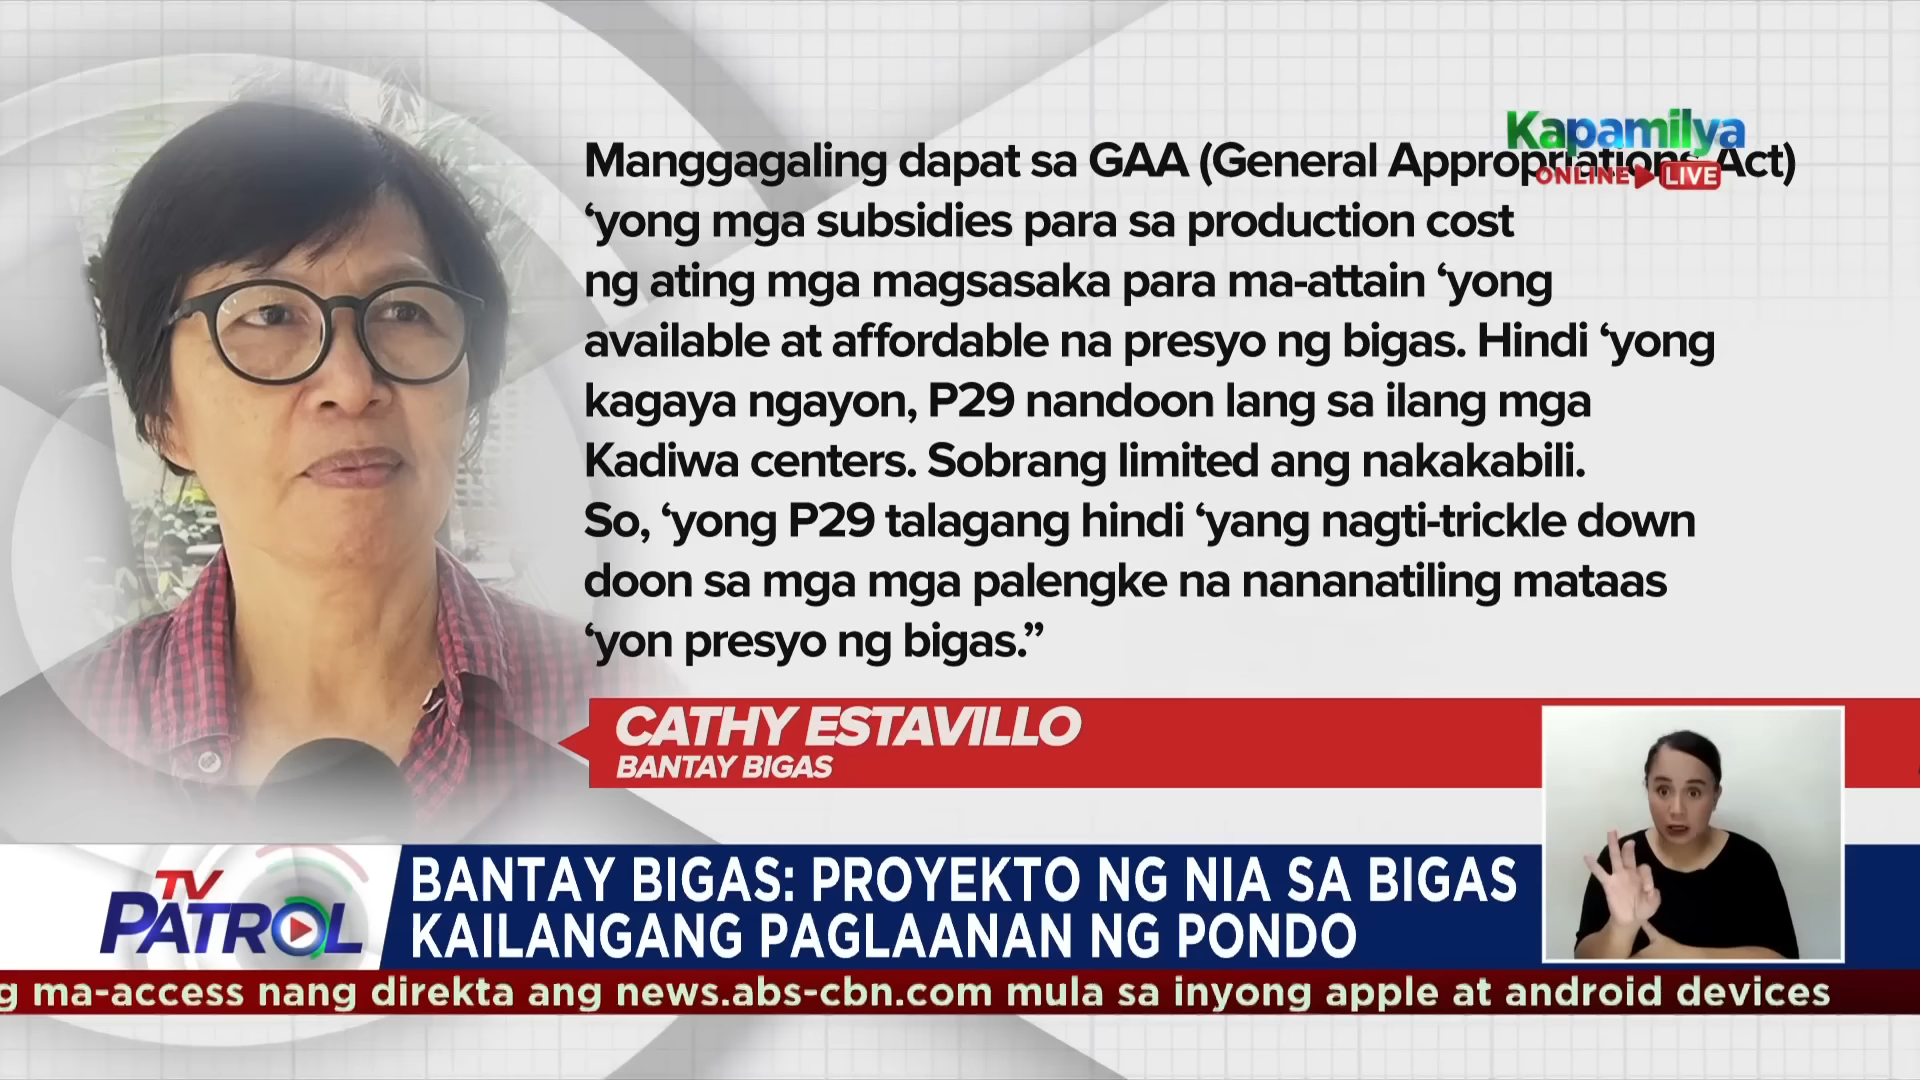 Kapamilya
ONLINE LIVE
Manggagaling dapat sa GAA (General Appropriations Act)
‘yong mga subsidies para sa production cost
ng ating mga magsasaka para ma-attain ‘yong
available at affordable na presyo ng bigas. Hindi ‘yong
kagaya ngayon, P29 nandoon lang sa ilang mga
Kadiwa centers. Sobrang limited ang nakakabili.
So, ‘yong P29 talagang hindi ‘yang nagti-trickle down
doon sa mga mga palengke na nananatiling mataas
‘yon presyo ng bigas.”
CATHY ESTAVILLO
BANTAY BIGAS
TV PATROL
BANTAY BIGAS: PROYEKTO NG NIA SA BIGAS
KAILANGANG PAGLAANAN NG PONDO
g ma-access nang direkta ang news.abs-cbn.com mula sa inyong apple at android devices